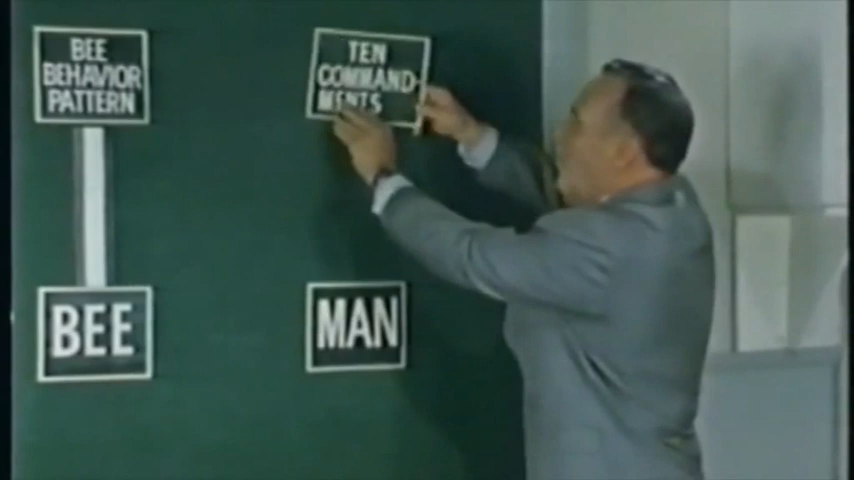 BEE
BEHAVIOR
PATTERN
TEN
COMMAND-
MENTS
BEE
MAN